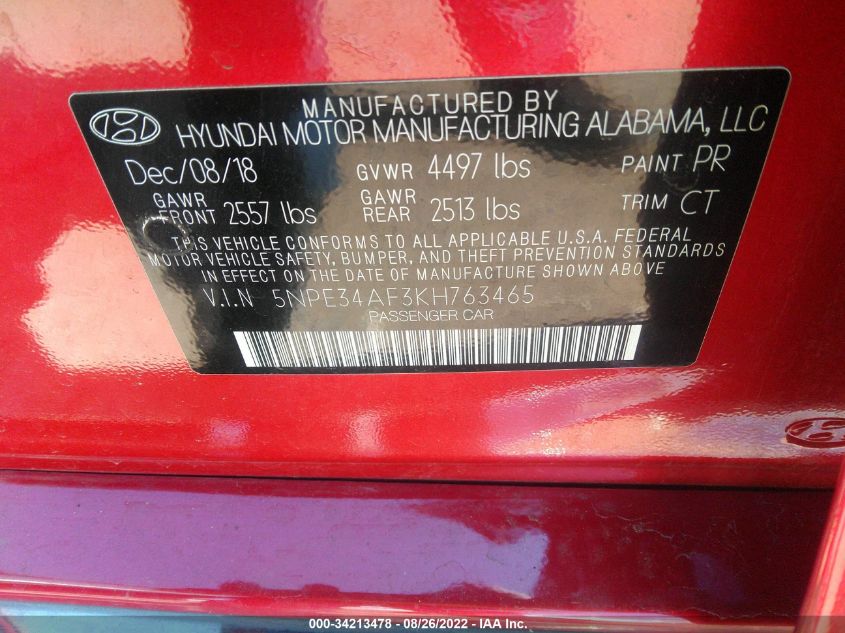 MANUFACTURED BY
HYUNDAI MOTOR MANUFACTURING ALABAMA, LLC
Dec/08/18 GVWR 4497 lbs PAINT PR
GAWR FRONT 2557 lbs GAWR REAR 2513 lbs TRIM CT
THIS VEHICLE CONFORMS TO ALL APPLICABLE U.S.A. FEDERAL
MOTOR VEHICLE SAFETY, BUMPER, AND THEFT PREVENTION STANDARDS
IN EFFECT ON THE DATE OF MANUFACTURE SHOWN ABOVE
V.I.N 5NPE34AF3KH763465
PASSENGER CAR
000-34213478 - 08/26/2022 - IAA Inc.